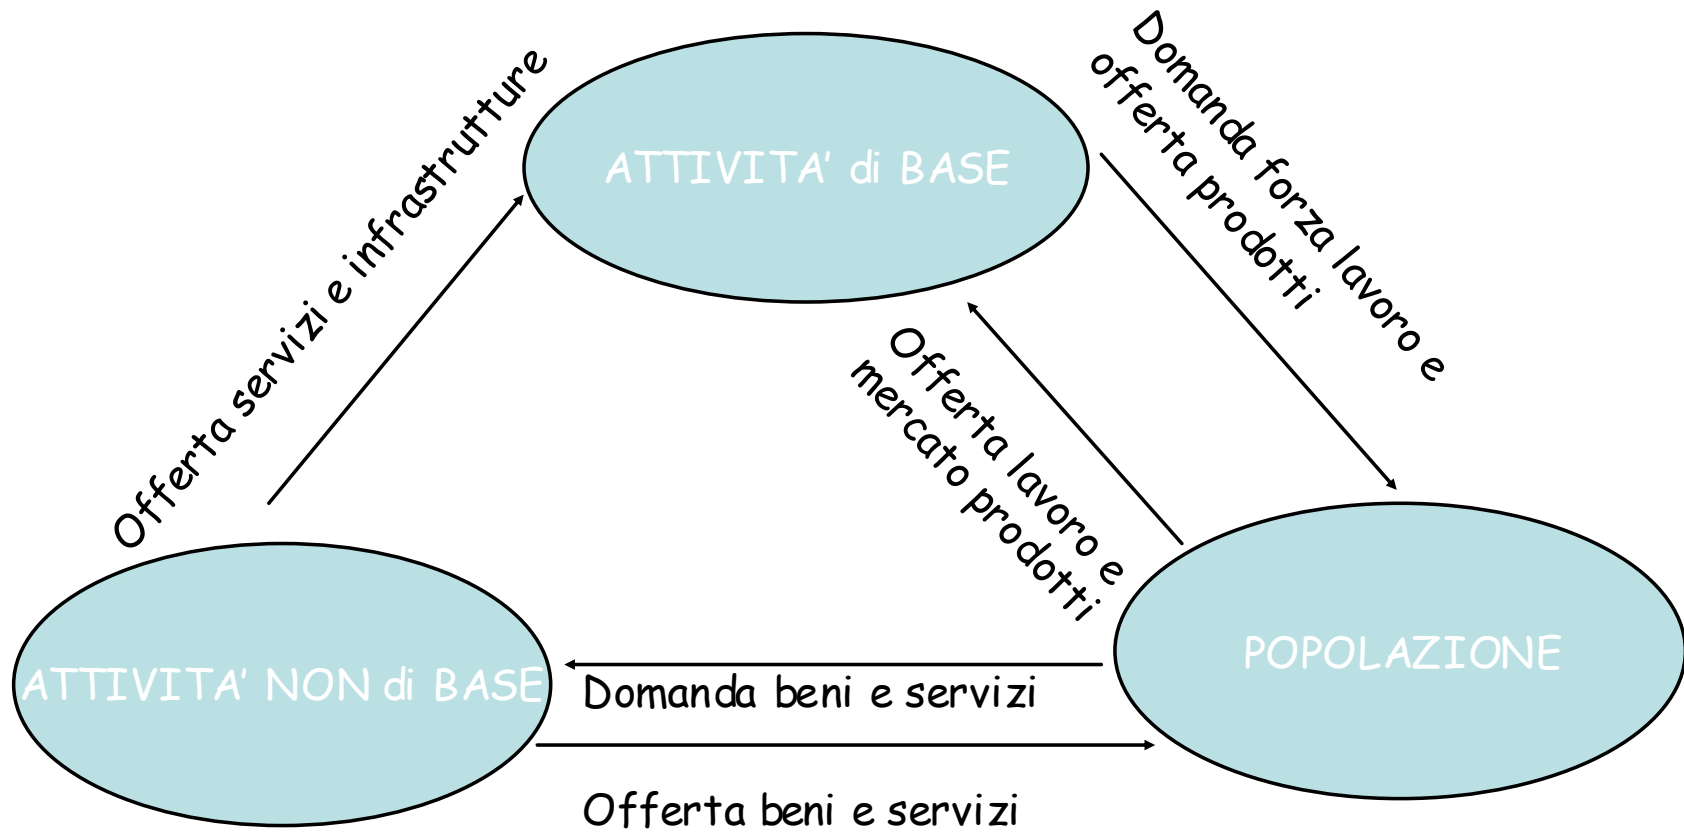 Offerta servizi e infrastrutture
ATTIVITA' di BASE
Domanda forza lavoro e
offerta prodotti
Offerta lavoro e
mercato prodotti
ATTIVITA' NON di BASE
POPOLAZIONE
Domanda beni e servizi
Offerta beni e servizi